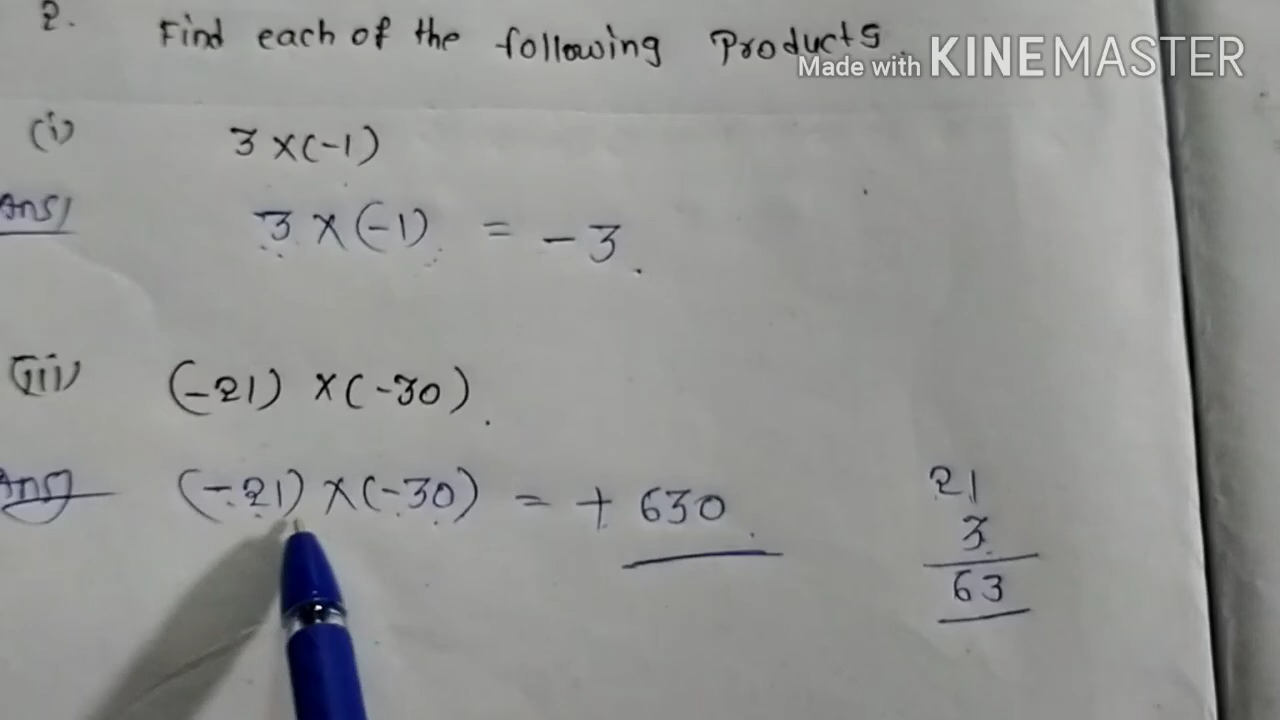 2. Find each of the following Products
Made with KINEMASTER
(i) 3 ×(-1)
Ans) 3 × (-1) = -3.
(iii) (-21) ×(-30).
Ans) (-21) × (-30) = + 630
21
3
63